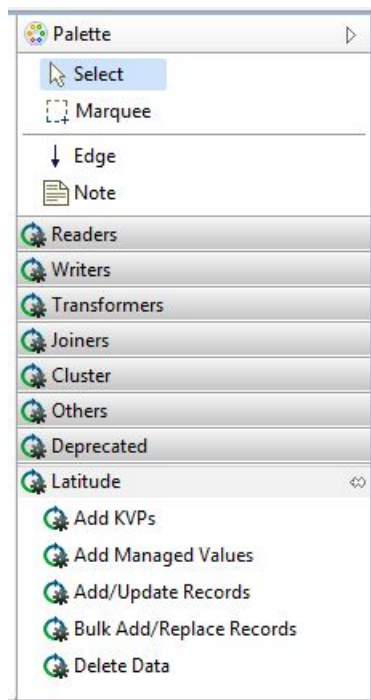 Palette
Select
Marquee
Edge
Note
Readers
Writers
Transformers
Joiners
Cluster
Others
Deprecated
Latitude
Add KVPs
Add Managed Values
Add/Update Records
Bulk Add/Replace Records
Delete Data